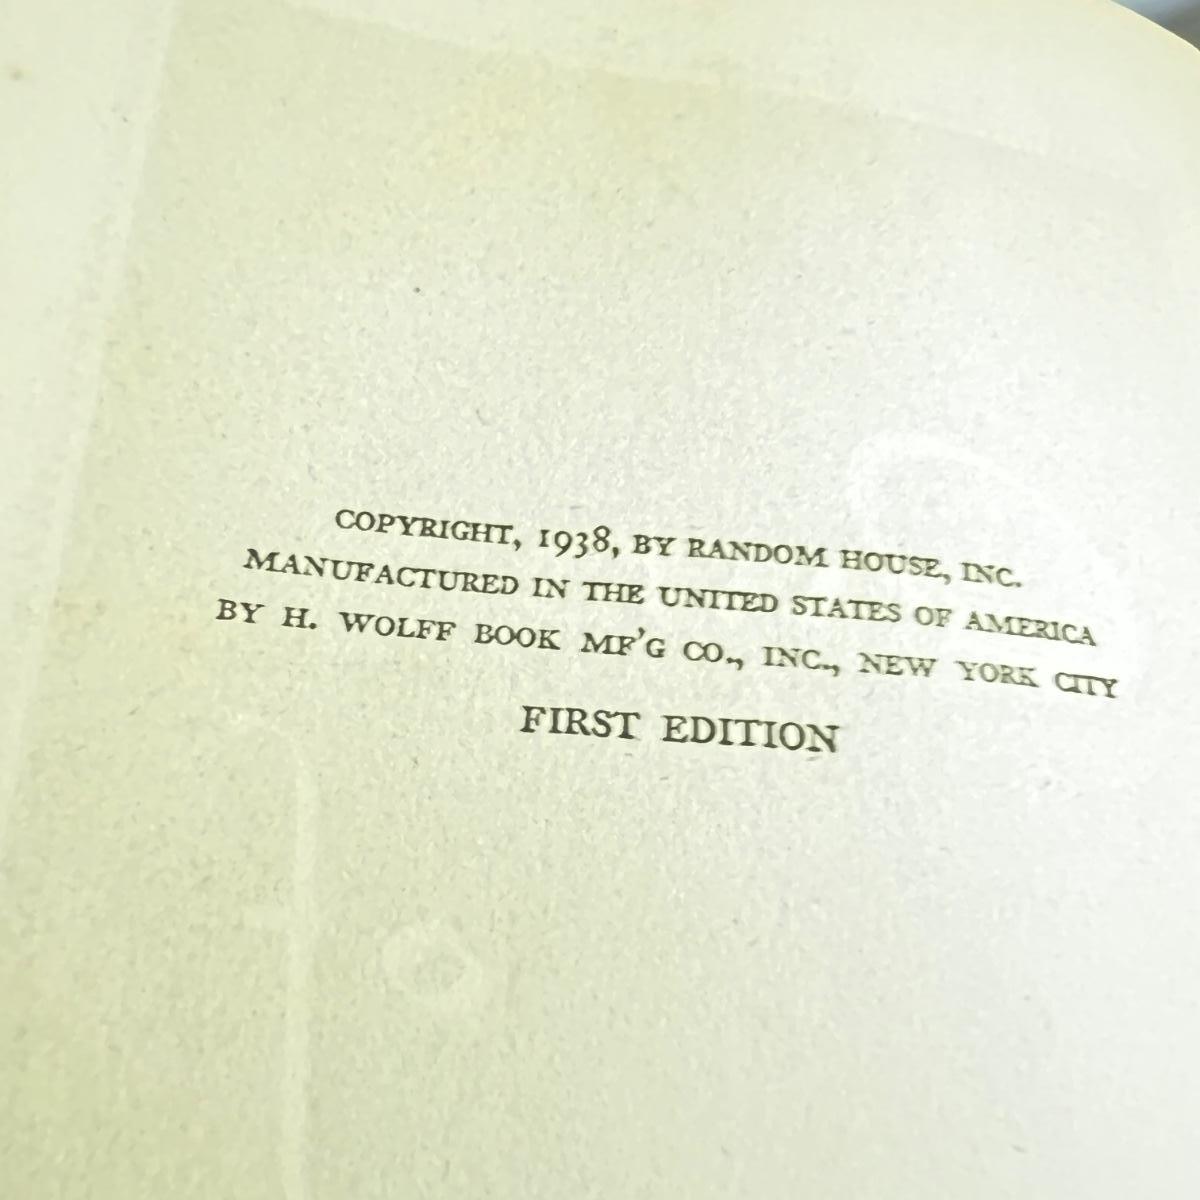 COPYRIGHT, 1938, BY RANDOM HOUSE, INC.
MANUFACTURED IN THE UNITED STATES OF AMERICA
BY H. WOLFF BOOK MF'G CO., INC., NEW YORK CITY
FIRST EDITION